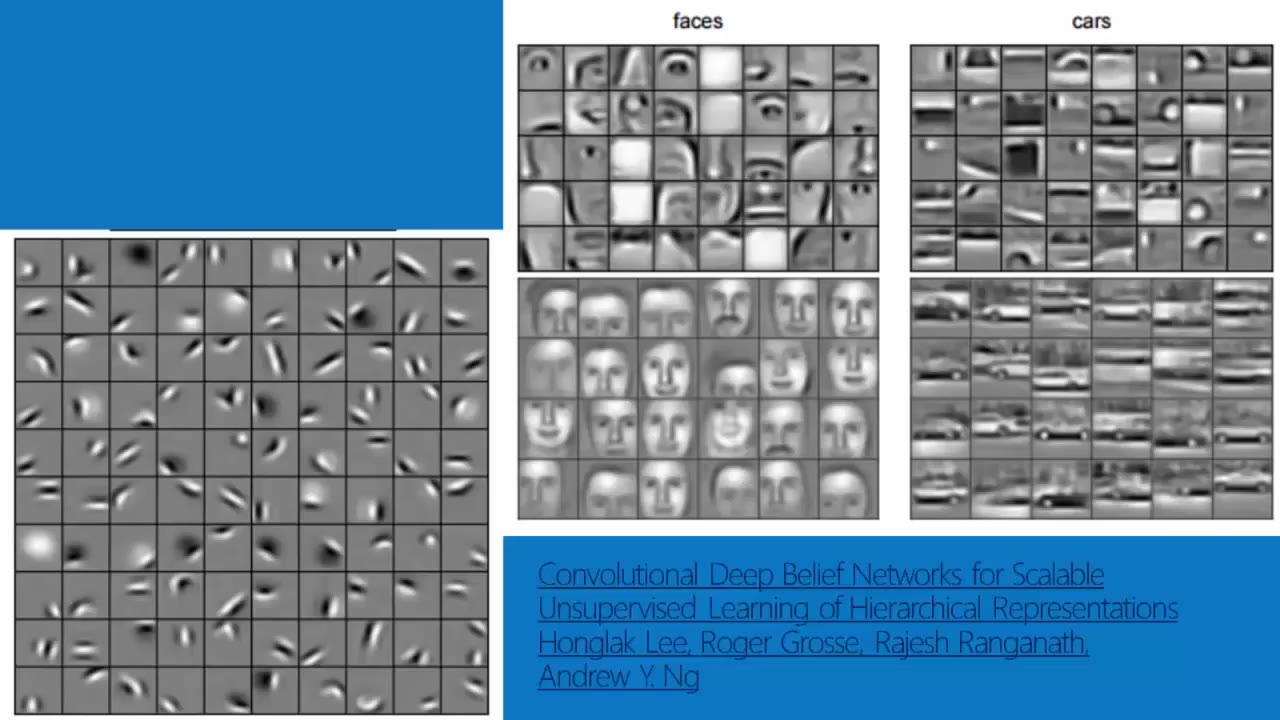 faces
cars
Convolutional Deep Belief Networks for Scalable
Unsupervised Learning of Hierarchical Representations
Honglak Lee, Roger Grosse, Rajesh Ranganath,
Andrew Y. Ng